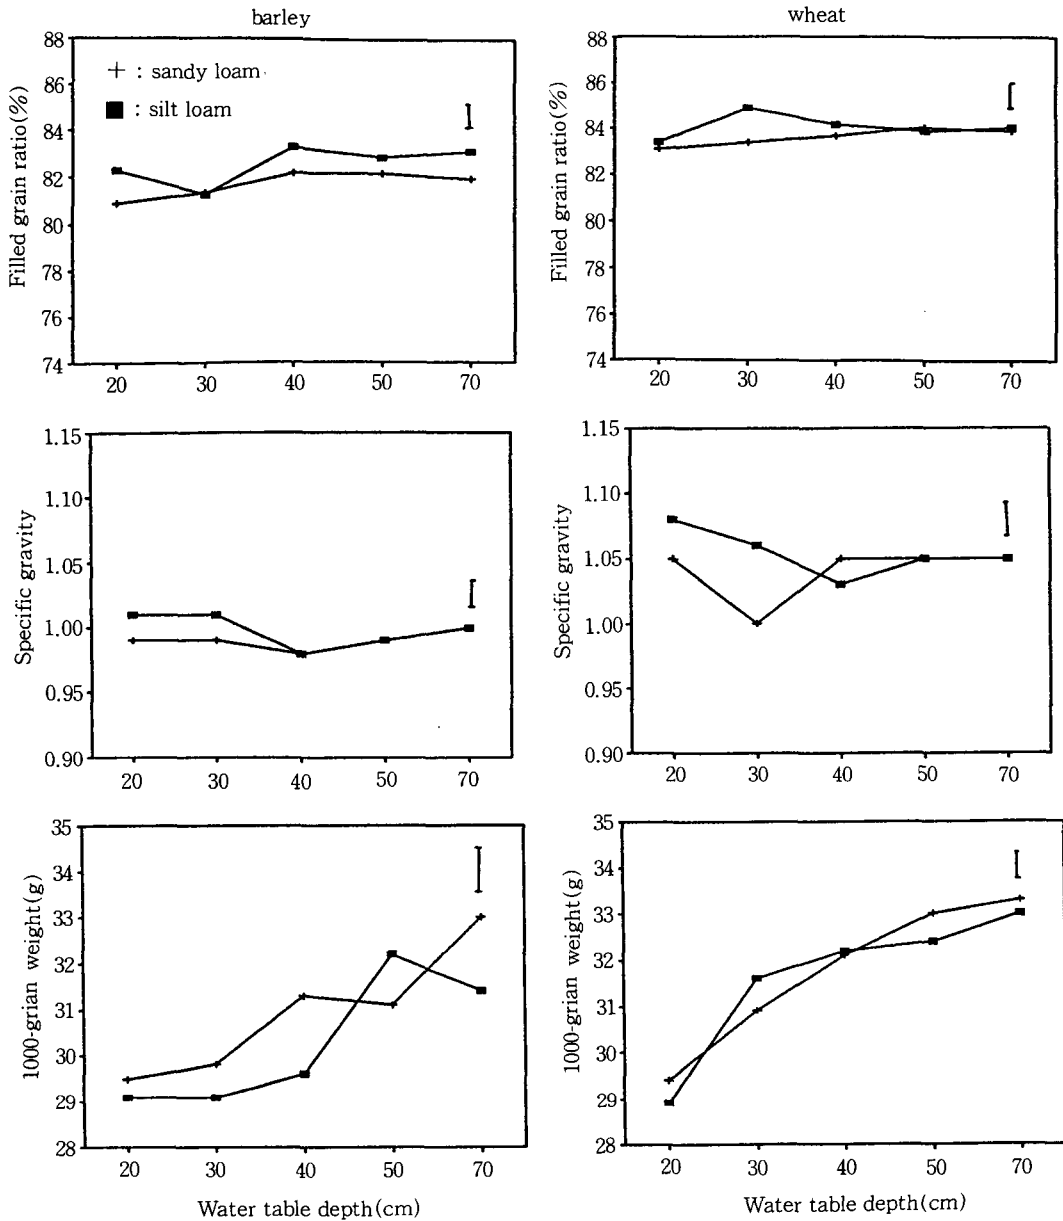 barley
88
86
84
82
80
78
76
74
Filled grain ratio(%)
+ : sandy loam
■ : silt loam
20 30 40 50 70
wheat
88
86
84
82
80
78
76
74
Filled grain ratio(%)
20 30 40 50 70
1.15
1.10
1.05
1.00
0.95
0.90
Specific gravity
20 30 40 50 70
1.15
1.10
1.05
1.00
0.95
0.90
Specific gravity
20 30 40 50 70
35
34
33
32
31
30
29
28
1000-grian weight(g)
20 30 40 50 70
Water table depth(cm)
35
34
33
32
31
30
29
28
1000-grian weight(g)
20 30 40 50 70
Water table depth(cm)